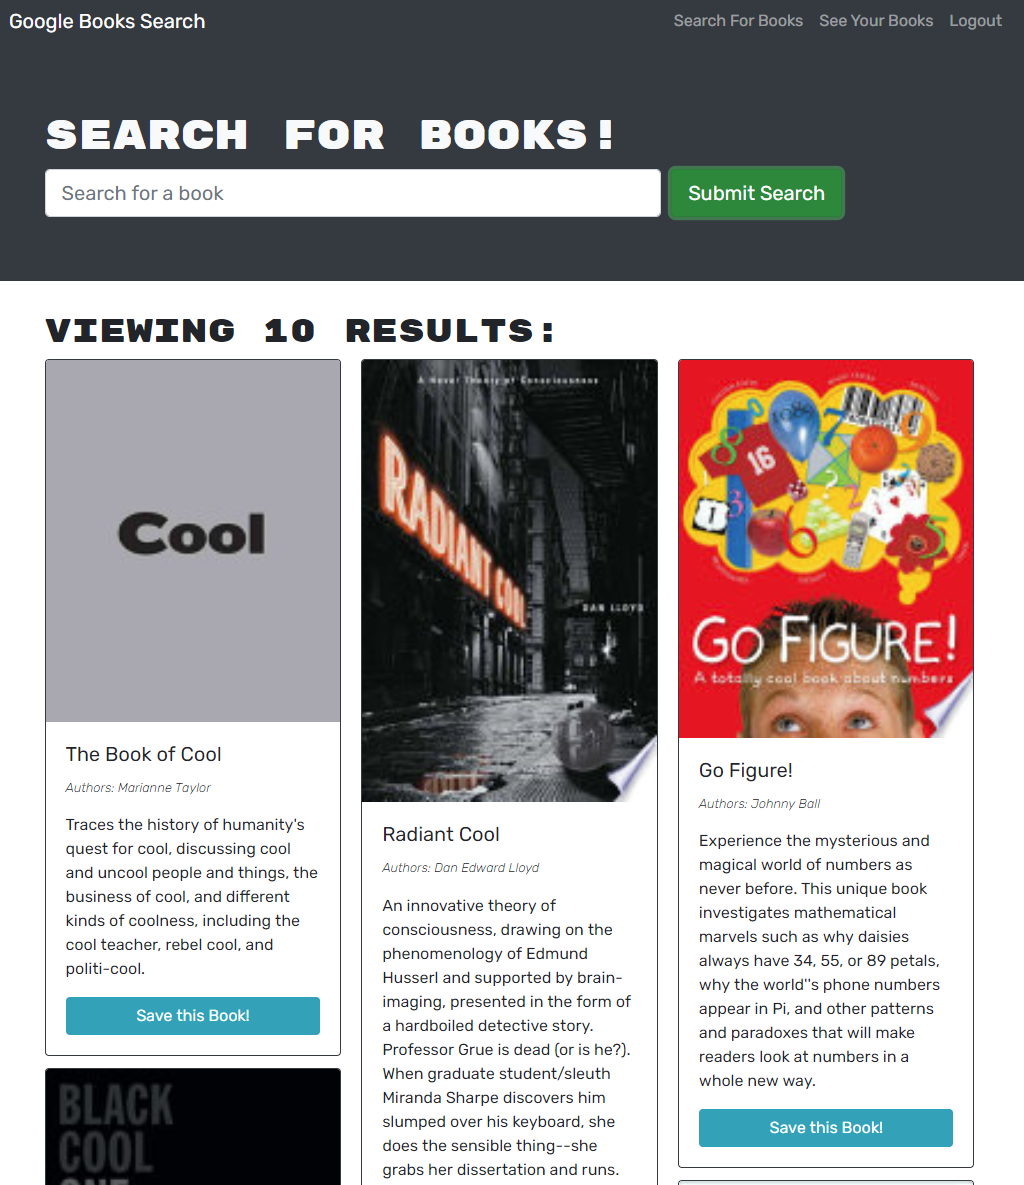 Google Books Search
Search For Books See Your Books Logout
SEARCH FOR BOOKS!
Search for a book
Submit Search
VIEWING 10 RESULTS:
Cool
The Book of Cool
Authors: Marianne Taylor
Traces the history of humanity's
quest for cool, discussing cool
and uncool people and things, the
business of cool, and different
kinds of coolness, including the
cool teacher, rebel cool, and
politi-cool.
Save this Book!
BLACK
COOL
ONE
A Novel Theory of Consciousness
RADIANT COOL
DAN LLOYD
Radiant Cool
Authors: Dan Edward Lloyd
An innovative theory of
consciousness, drawing on the
phenomenology of Edmund
Husserl and supported by brain-
imaging, presented in the form of
a hardboiled detective story.
Professor Grue is dead (or is he?).
When graduate student/sleuth
Miranda Sharpe discovers him
slumped over his keyboard, she
does the sensible thing--she
grabs her dissertation and runs.
1089
16
GO FIGURE!
A totally cool book about numbers
Go Figure!
Authors: Johnny Ball
Experience the mysterious and
magical world of numbers as
never before. This unique book
investigates mathematical
marvels such as why daisies
always have 34, 55, or 89 petals,
why the world''s phone numbers
appear in Pi, and other patterns
and paradoxes that will make
readers look at numbers in a
whole new way.
Save this Book!